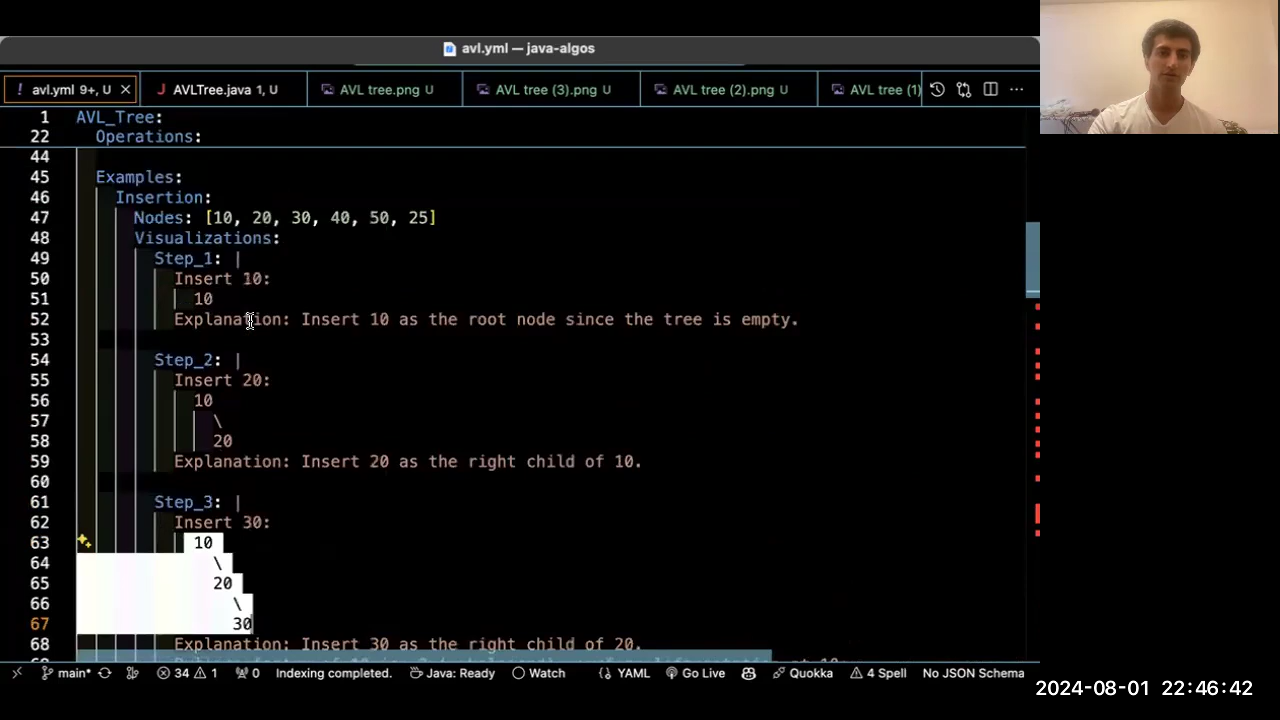 avl.yml — java-algos
avl.yml 9+, U AVLTree.java 1, U AVL tree.png U AVL tree (3).png U AVL tree (2).png U AVL tree (1)
1 AVL_Tree:
22 Operations:
44
45 Examples:
46 Insertion:
47 Nodes: [10, 20, 30, 40, 50, 25]
48 Visualizations:
49 Step_1: |
50 Insert 10:
51 10
52 Explanation: Insert 10 as the root node since the tree is empty.
53
54 Step_2: |
55 Insert 20:
56 10
57 \
58 20
59 Explanation: Insert 20 as the right child of 10.
60
61 Step_3: |
62 Insert 30:
63 10
64 \
65 20
66 \
67 30
68 Explanation: Insert 30 as the right child of 20.
main* 34 1 0 Indexing completed. Java: Ready Watch YAML Go Live Quokka 4 Spell No JSON Schema
2024-08-01 22:46:42